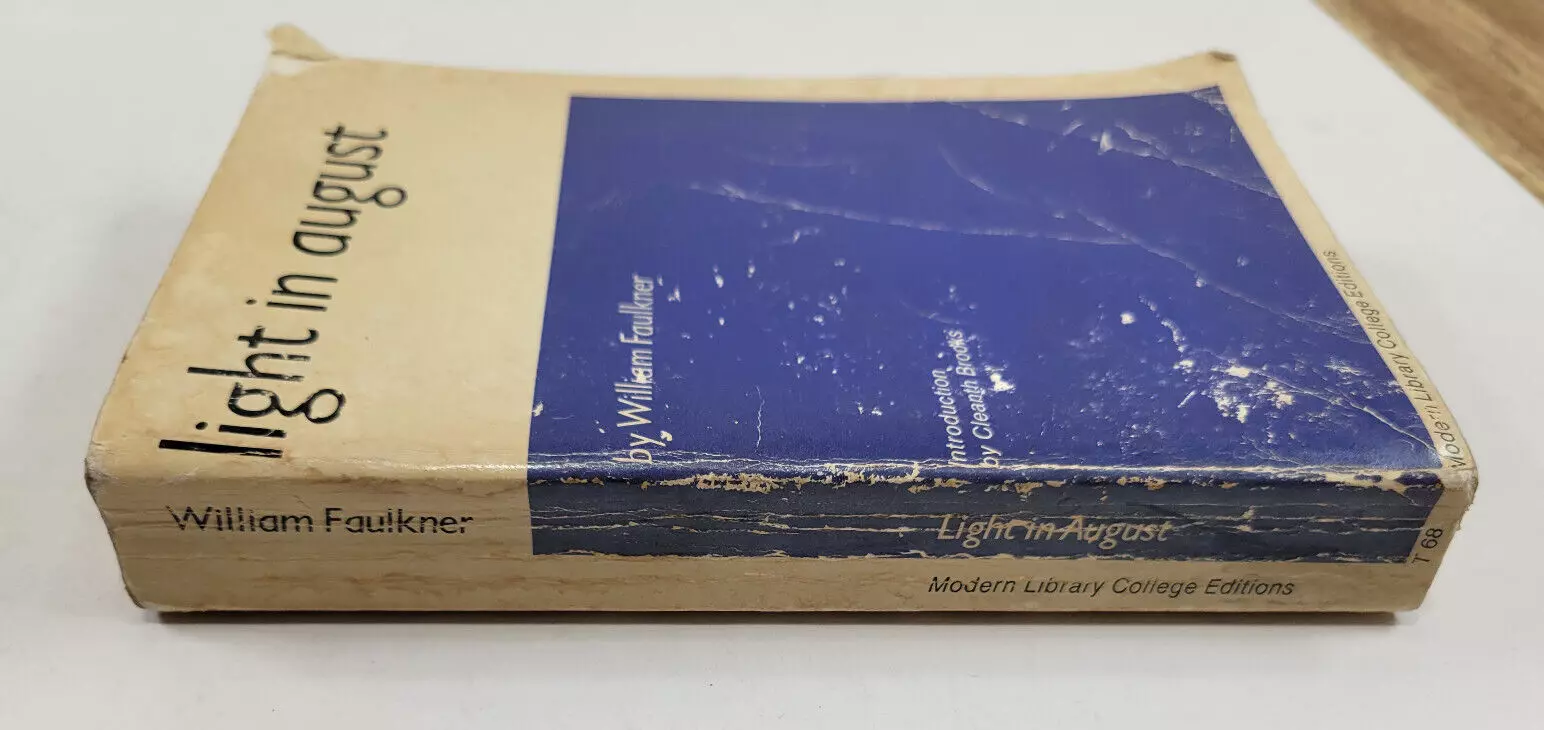 light in august
by William Faulkner
Introduction
by Cleanth Brooks
Modern Library College Editions
William Faulkner
Light in August
Modern Library College Editions
T 68